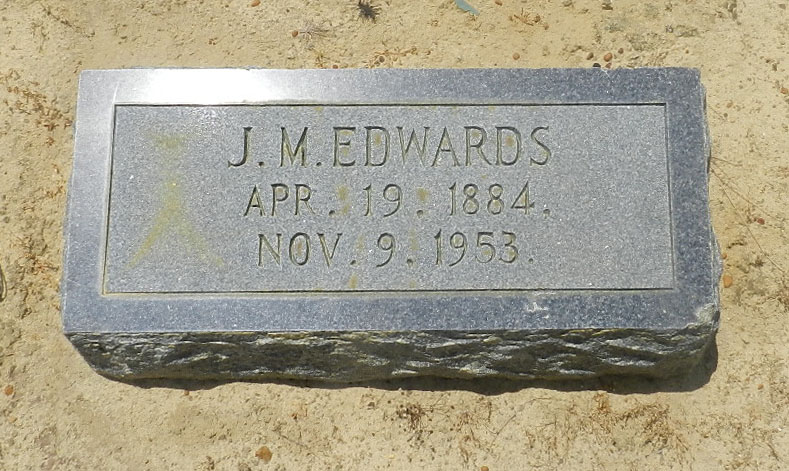 J. M. EDWARDS
APR. 19. 1884.
NOV. 9. 1953.